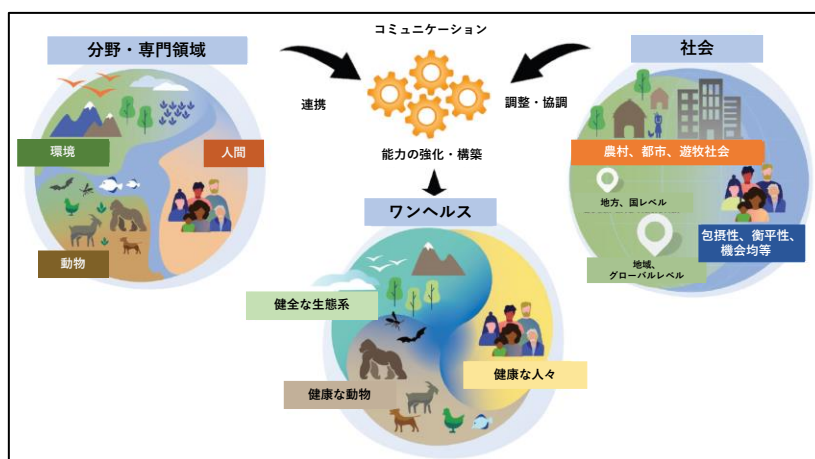 分野・専門領域
環境
人間
動物
コミュニケーション
連携
調整・協調
能力の強化・構築
社会
農村、都市、遊牧社会
地方、国レベル
地域、
グローバルレベル
包摂性、衡平性、
機会均等
ワンヘルス
健全な生態系
健康な動物
健康な人々